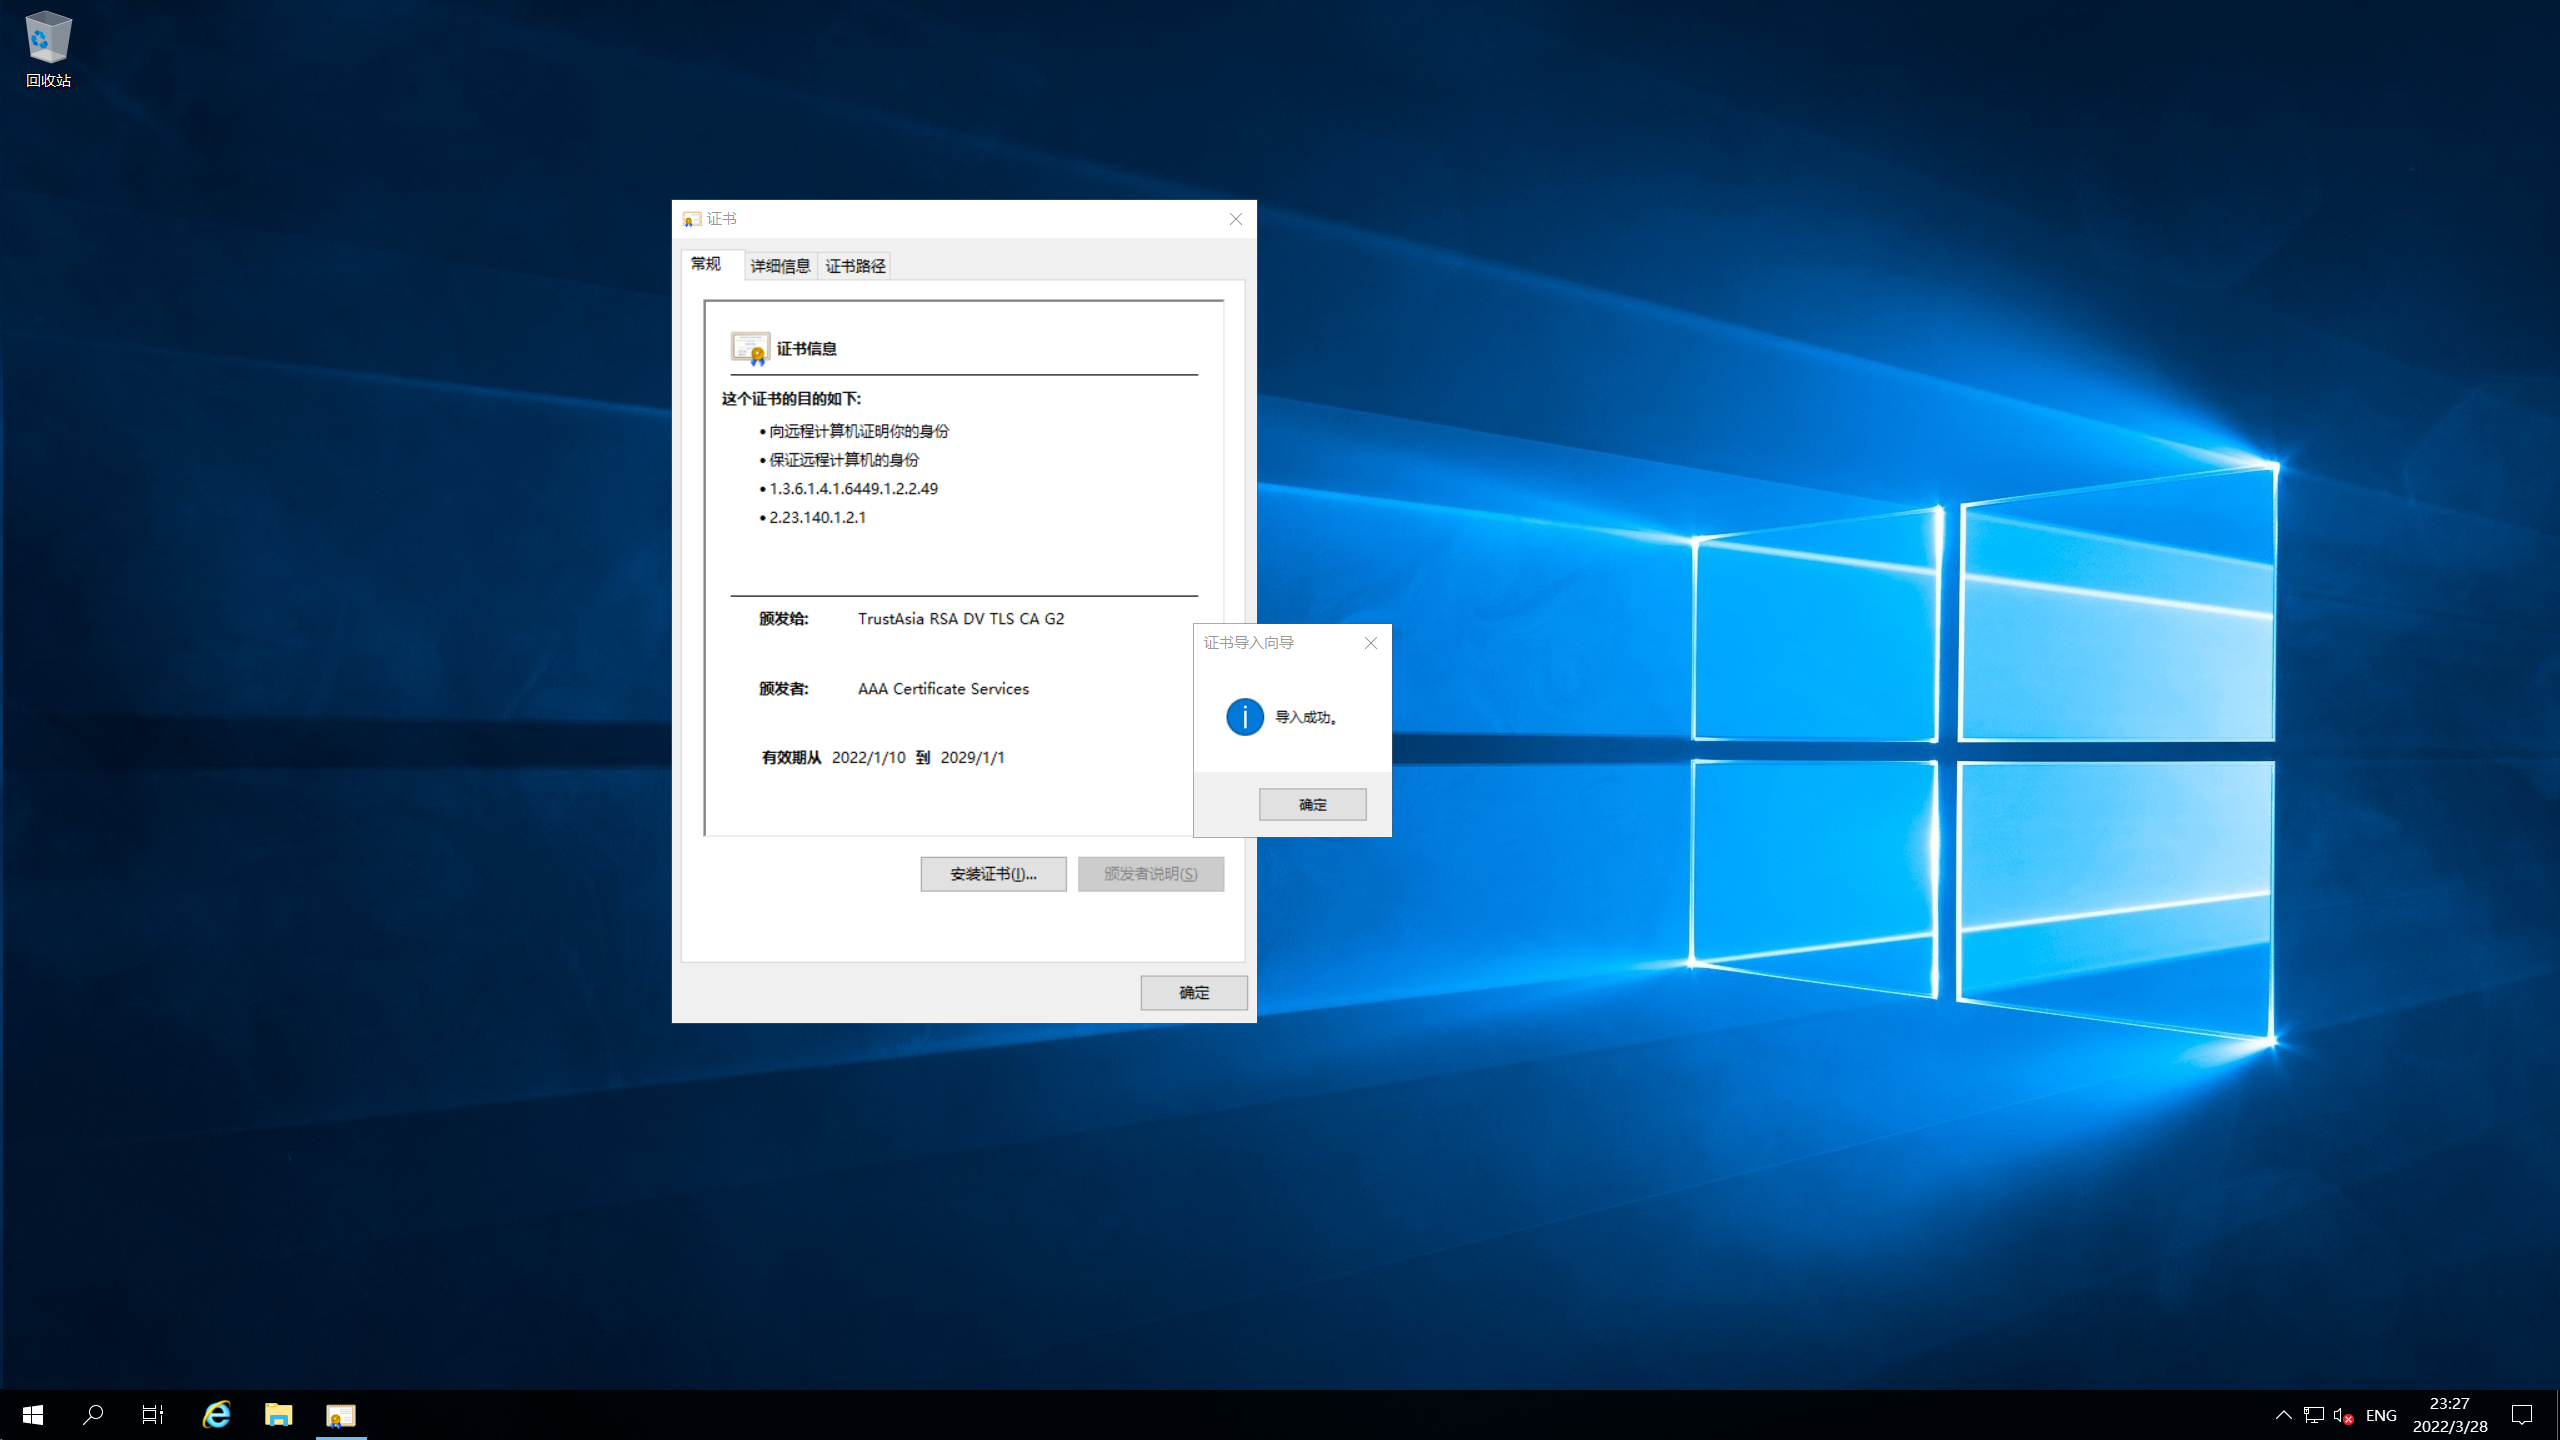 回收站
证书
常规
详细信息
证书路径
证书信息
这个证书的目的如下:
• 向远程计算机证明你的身份
• 保证远程计算机的身份
• 1.3.6.1.4.1.6449.1.2.2.49
• 2.23.140.1.2.1
颁发给: TrustAsia RSA DV TLS CA G2
颁发者: AAA Certificate Services
有效期从 2022/1/10 到 2029/1/1
安装证书(I)...
颁发者说明(S)
确定
证书导入向导
导入成功。
确定
ENG
23:27
2022/3/28